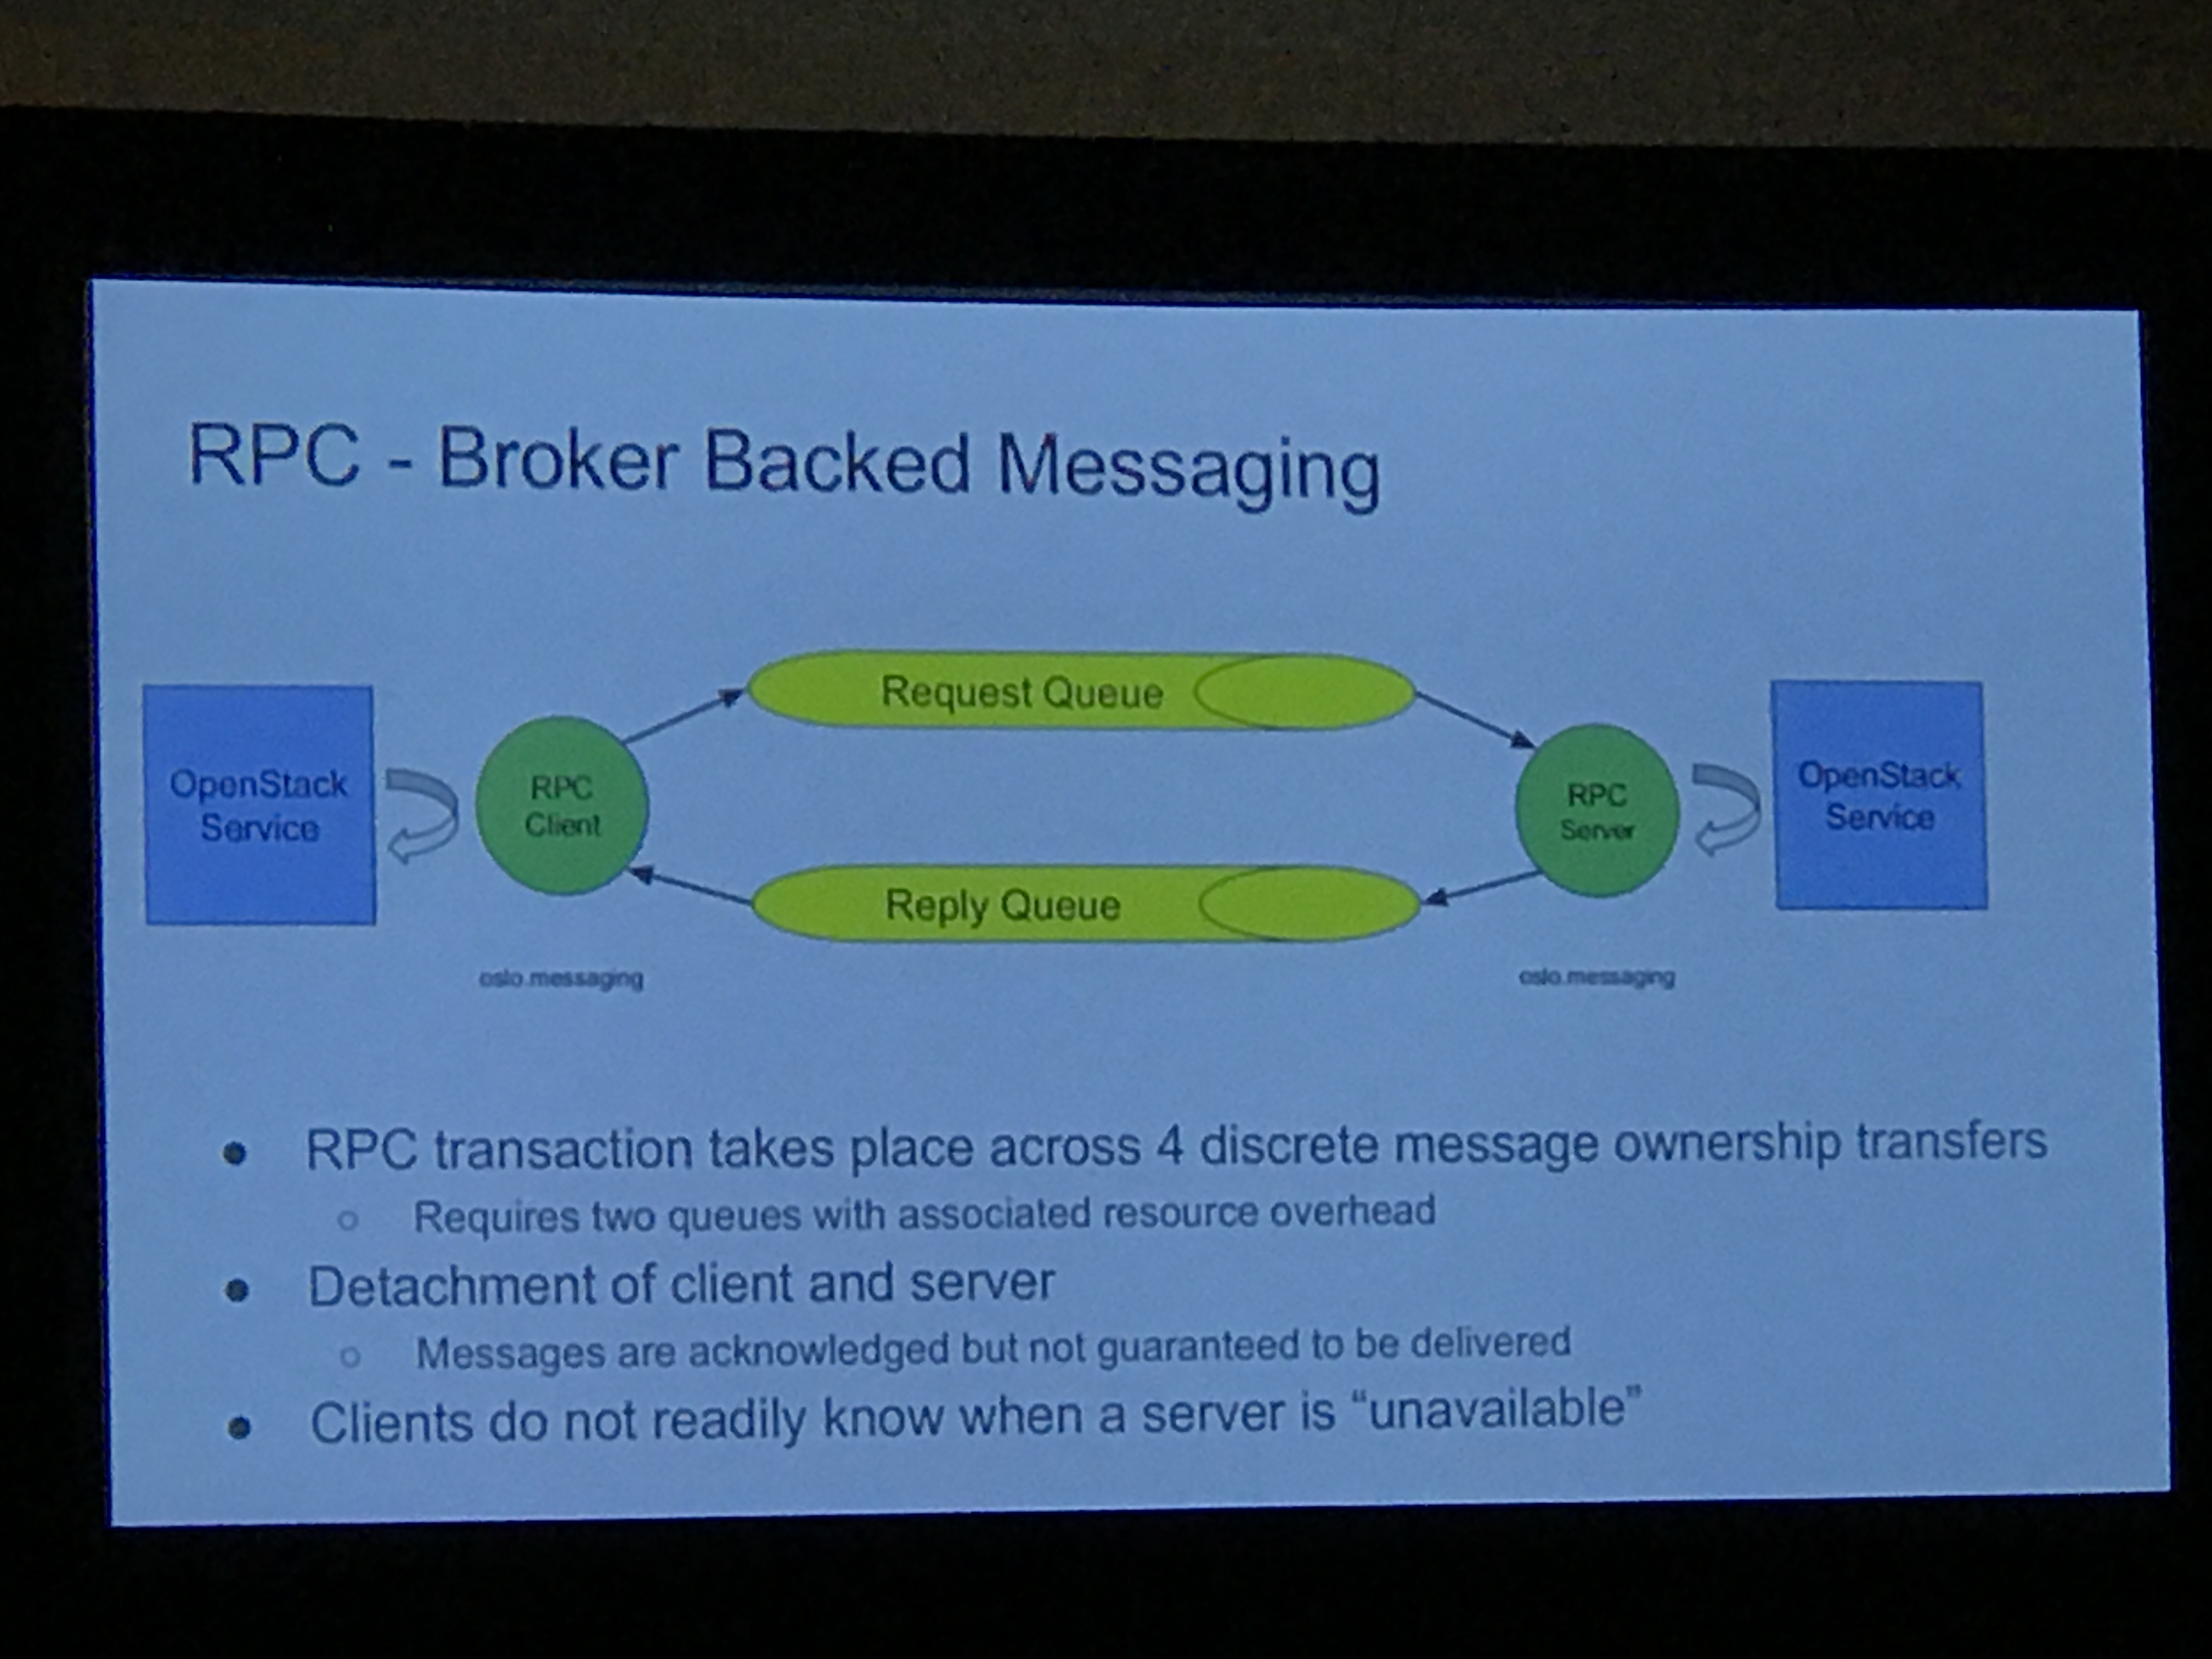 RPC - Broker Backed Messaging
Request Queue
OpenStack
Service
RPC
Client
RPC
Server
OpenStack
Service
Reply Queue
oslo.messaging
oslo.messaging
● RPC transaction takes place across 4 discrete message ownership transfers
○ Requires two queues with associated resource overhead
● Detachment of client and server
○ Messages are acknowledged but not guaranteed to be delivered
● Clients do not readily know when a server is “unavailable”